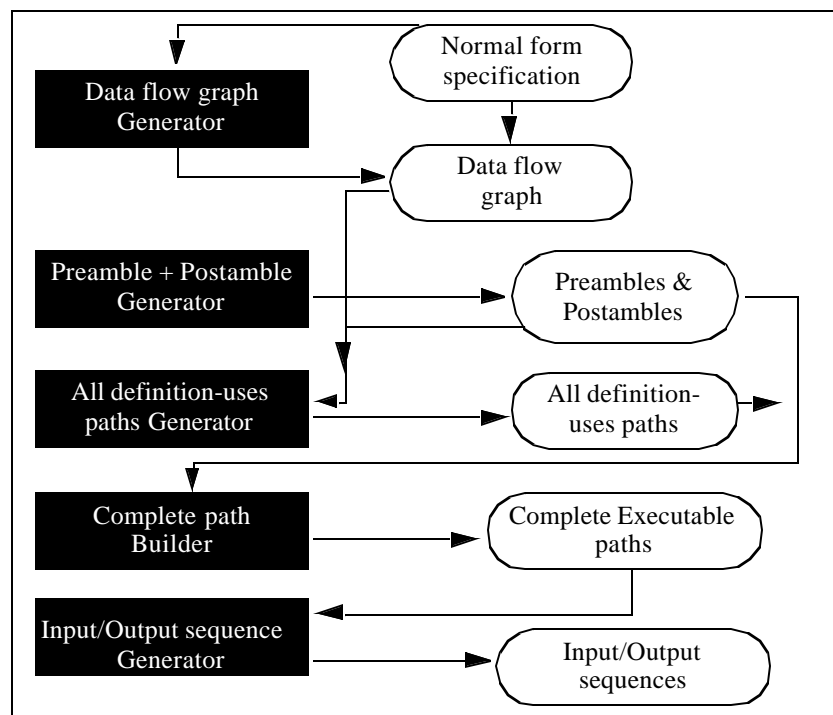 Normal form
specification
Data flow graph
Generator
Data flow
graph
Preamble + Postamble
Generator
Preambles &
Postambles
All definition-uses
paths Generator
All definition-
uses paths
Complete path
Builder
Complete Executable
paths
Input/Output sequence
Generator
Input/Output
sequences